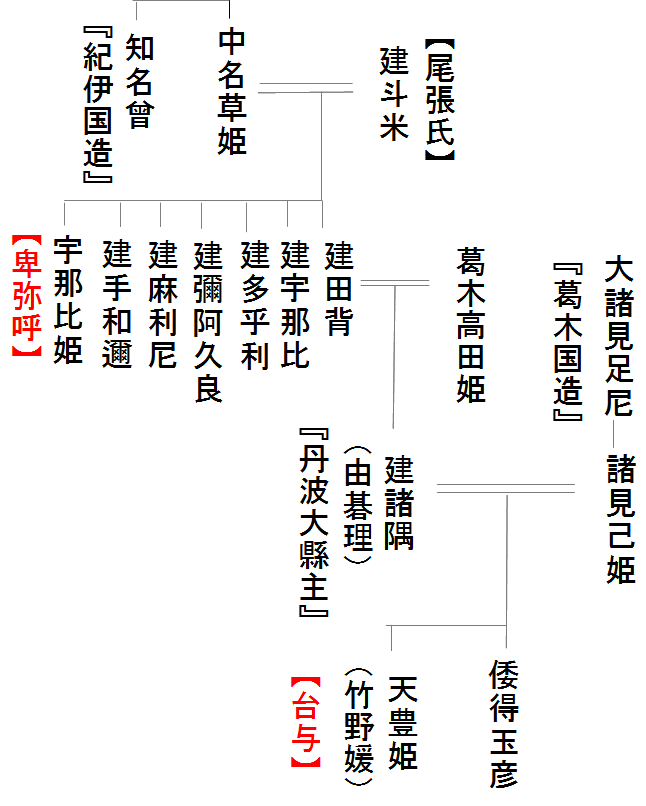 【尾張氏】
建斗米
中名草姫
知名曾
『紀伊国造』
大諸見足尼
『葛木国造』
葛木高田姫
建田背
建宇那比
建多乎利
建彌阿久良
建麻利尼
建手和邇
宇那比姫
【卑弥呼】
諸見己姫
建諸隅
（由碁理）
『丹波大縣主』
倭得玉彦
天豊姫
（竹野媛）
【台与】